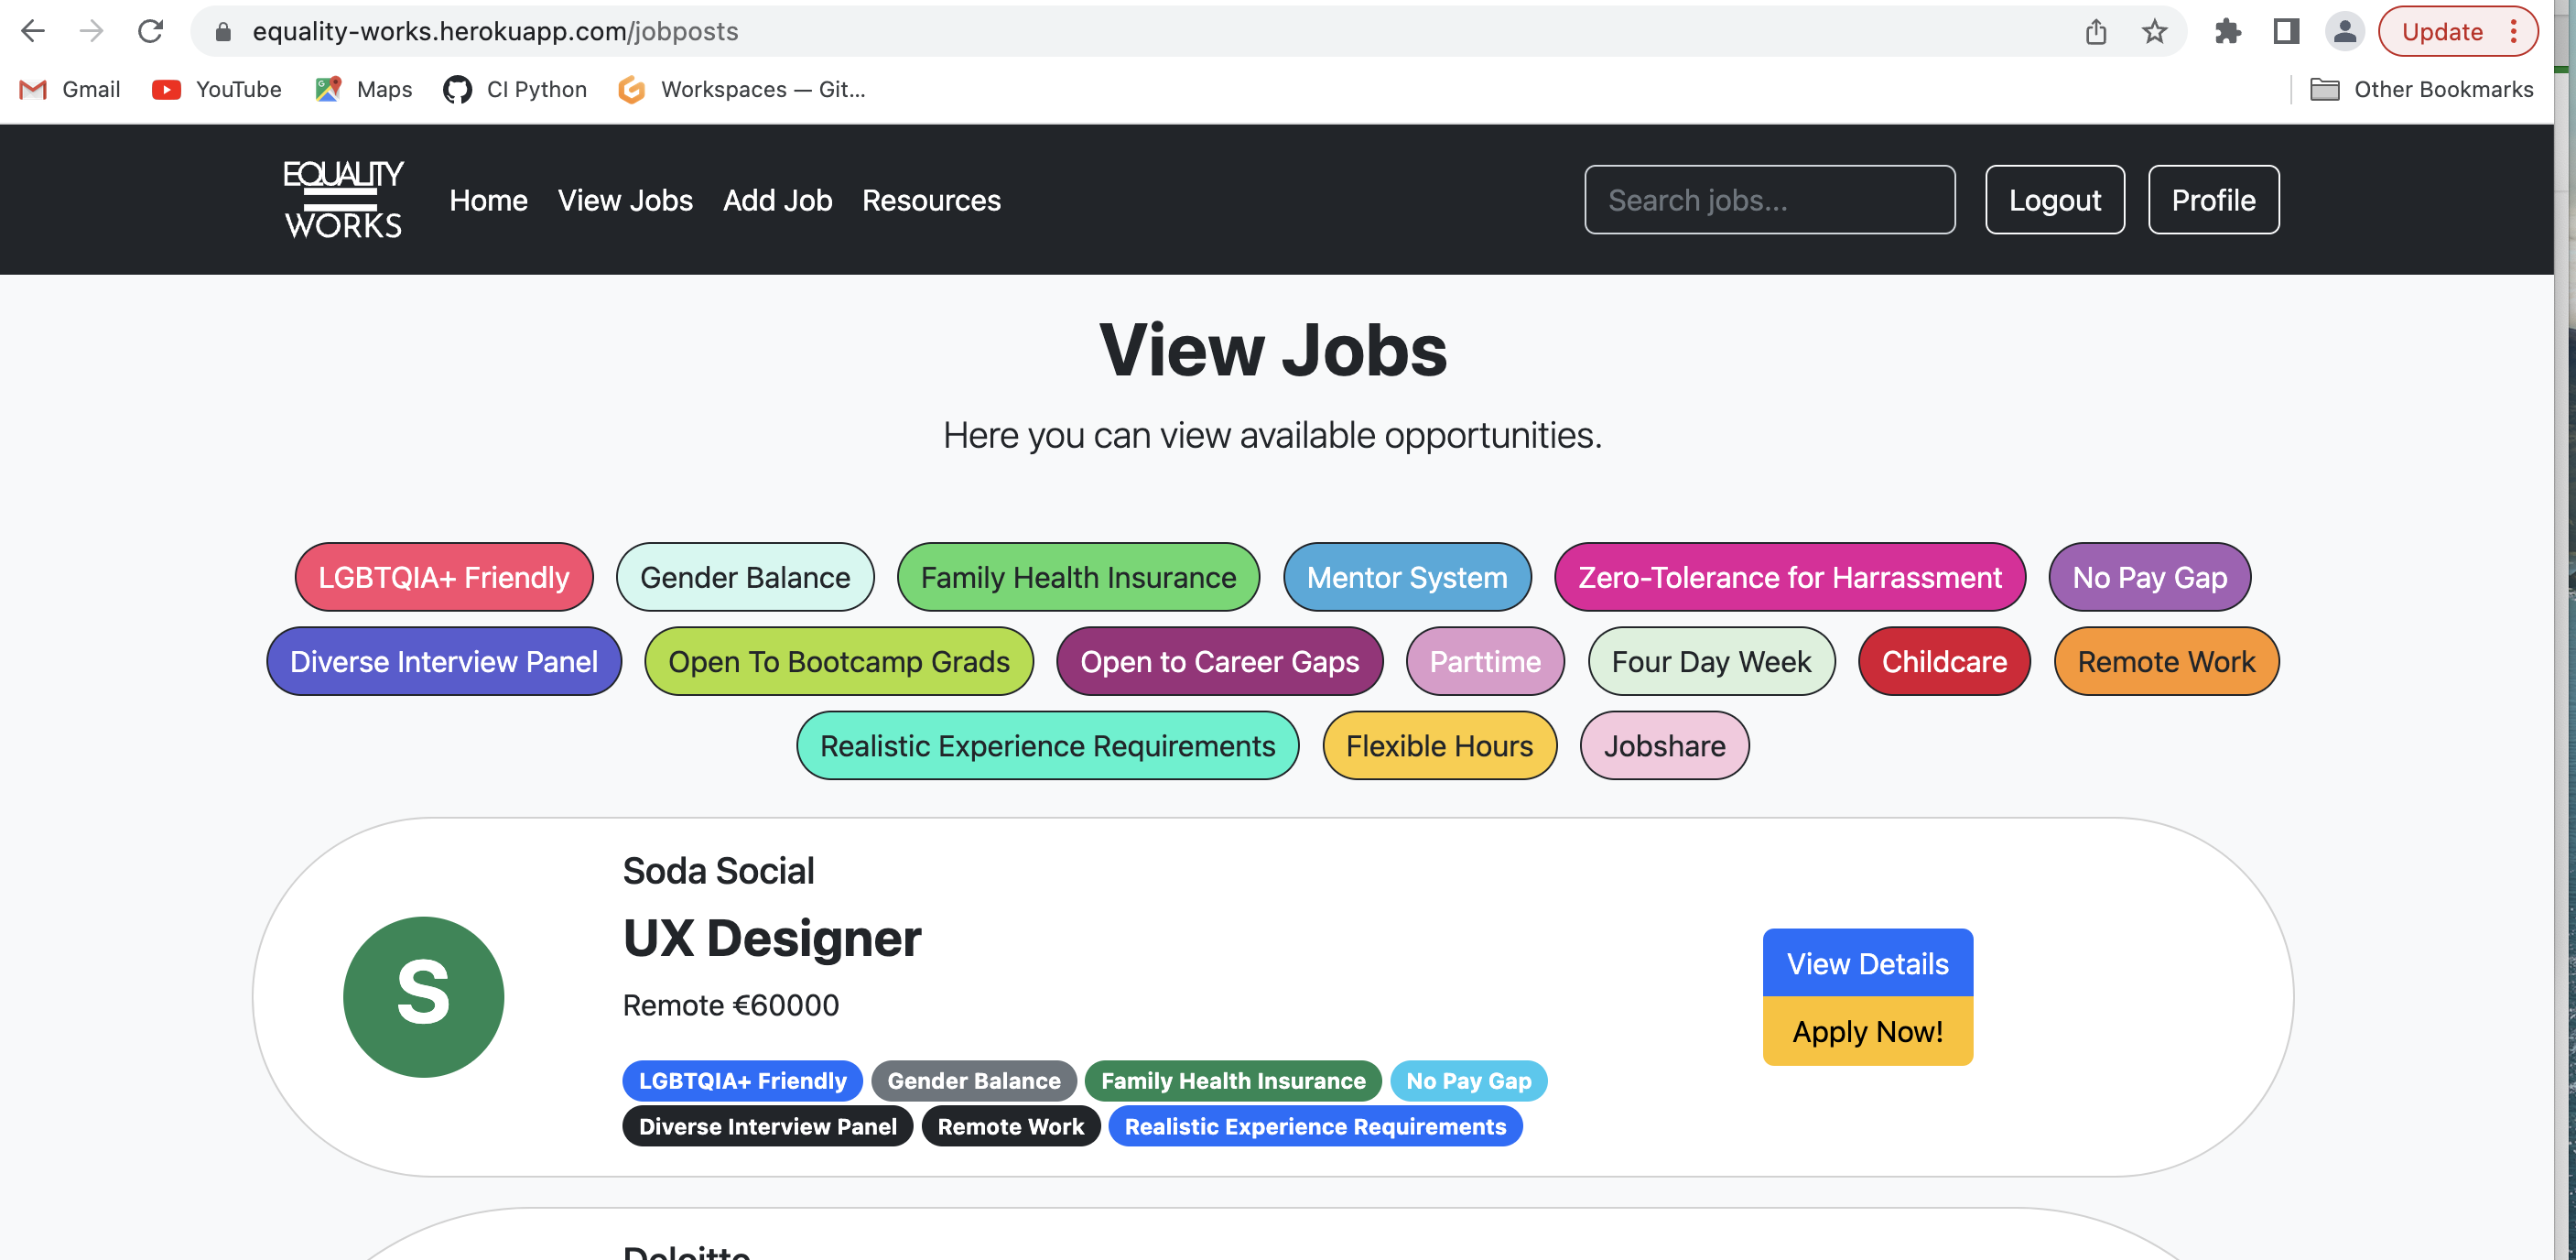 equality-works.herokuapp.com/jobposts
Update
Gmail YouTube Maps CI Python Workspaces — Git... Other Bookmarks
EQUALITY
WORKS
Home View Jobs Add Job Resources Search jobs... Logout Profile
View Jobs
Here you can view available opportunities.
LGBTQIA+ Friendly Gender Balance Family Health Insurance Mentor System Zero-Tolerance for Harrassment No Pay Gap
Diverse Interview Panel Open To Bootcamp Grads Open to Career Gaps Parttime Four Day Week Childcare Remote Work
Realistic Experience Requirements Flexible Hours Jobshare
S
Soda Social
UX Designer
Remote €60000
LGBTQIA+ Friendly Gender Balance Family Health Insurance No Pay Gap
Diverse Interview Panel Remote Work Realistic Experience Requirements
View Details
Apply Now!
Deloitte